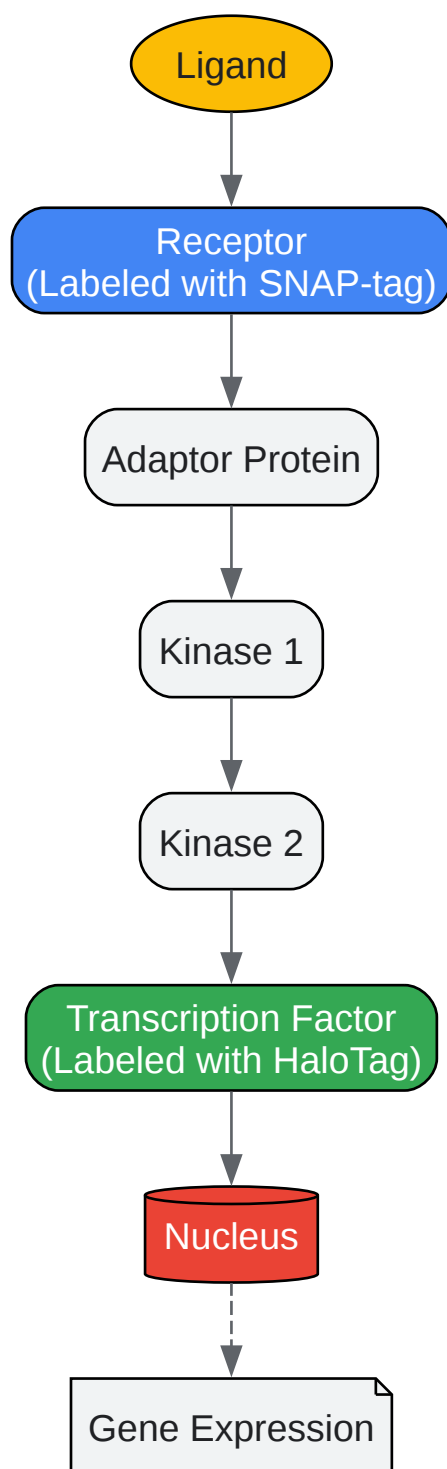 Ligand
Receptor
(Labeled with SNAP-tag)
Adaptor Protein
Kinase 1
Kinase 2
Transcription Factor
(Labeled with HaloTag)
Nucleus
Gene Expression